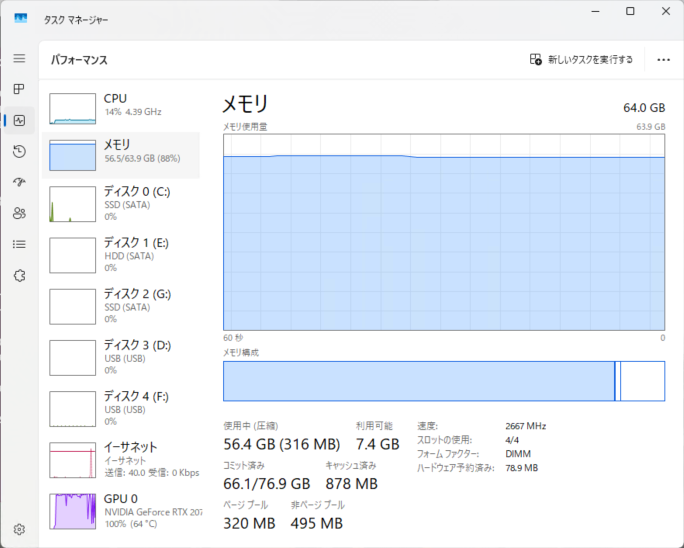 タスク マネージャー
パフォーマンス
新しいタスクを実行する
CPU
14% 4.39 GHz
メモリ
56.5/63.9 GB (88%)
ディスク 0 (C:)
SSD (SATA)
0%
ディスク 1 (E:)
HDD (SATA)
0%
ディスク 2 (G:)
SSD (SATA)
0%
ディスク 3 (D:)
USB (USB)
0%
ディスク 4 (F:)
USB (USB)
0%
イーサネット
イーサネット
送信: 40.0 受信: 0 Kbps
GPU 0
NVIDIA GeForce RTX 207
100% (64 °C)
メモリ
64.0 GB
メモリ使用量
63.9 GB
60 秒
0
メモリ構成
使用中 (圧縮)
56.4 GB (316 MB)
利用可能
7.4 GB
コミット済み
66.1/76.9 GB
キャッシュ済み
878 MB
ページ プール
320 MB
非ページ プール
495 MB
速度: 2667 MHz
スロットの使用: 4/4
フォーム ファクター: DIMM
ハードウェア予約済み: 78.9 MB